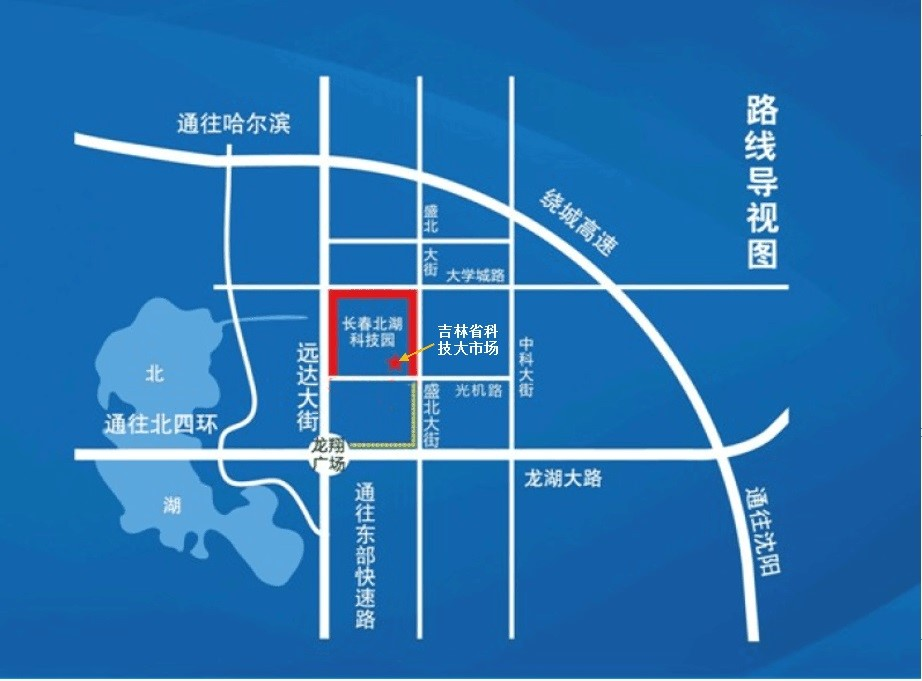 路线导视图
通往哈尔滨
绕城高速
盛北
大街
大学城路
长春北湖
科技园
吉林省科
技大市场
远达大街
中科大街
光机路
盛北大街
北
湖
通往北四环
龙翔
广场
龙湖大路
通往东部快速路
通往沈阳